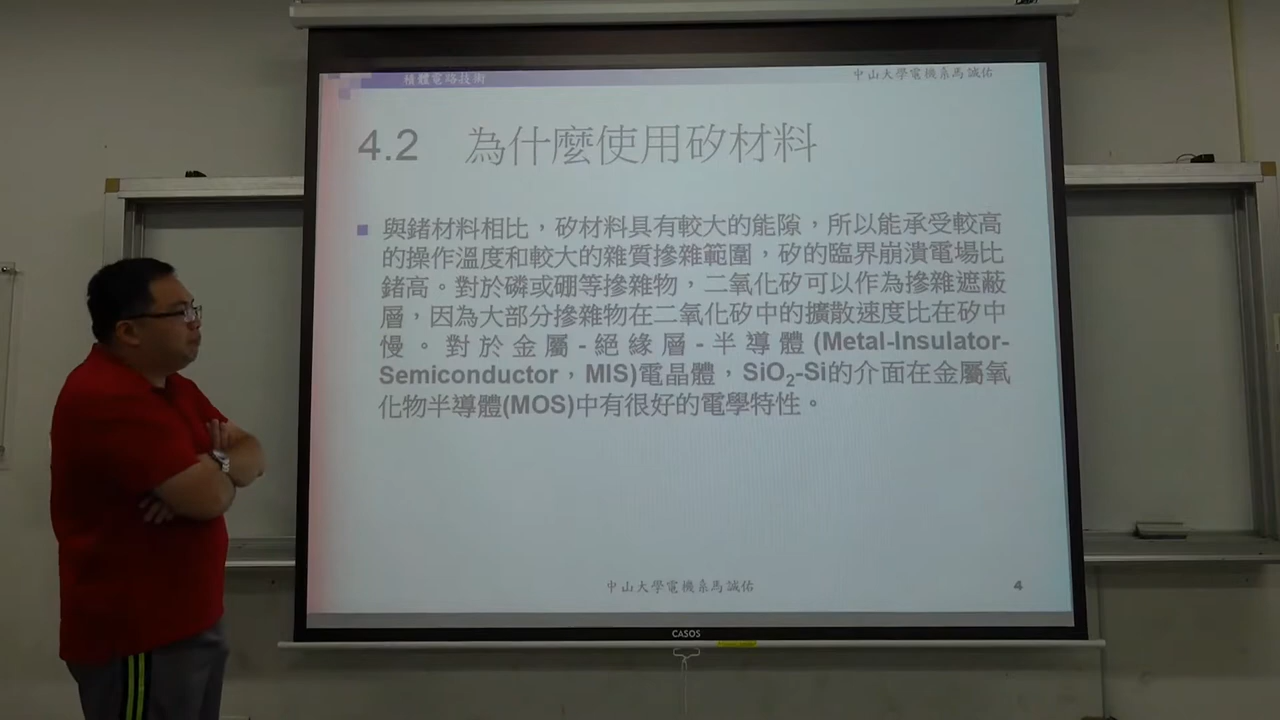 積體電路技術
中山大學電機系馬誠佑
4.2 為什麼使用矽材料
與鍺材料相比，矽材料具有較大的能隙，所以能承受較高
的操作溫度和較大的雜質摻雜範圍，矽的臨界崩潰電場比
鍺高。對於磷或硼等摻雜物，二氧化矽可以作為摻雜遮蔽
層，因為大部分摻雜物在二氧化矽中的擴散速度比在矽中
慢。對於金屬-絕緣層-半導體(Metal-Insulator-
Semiconductor，MIS)電晶體，SiO₂-Si的介面在金屬氧
化物半導體(MOS)中有很好的電學特性。
中山大學電機系馬誠佑
4
CASOS